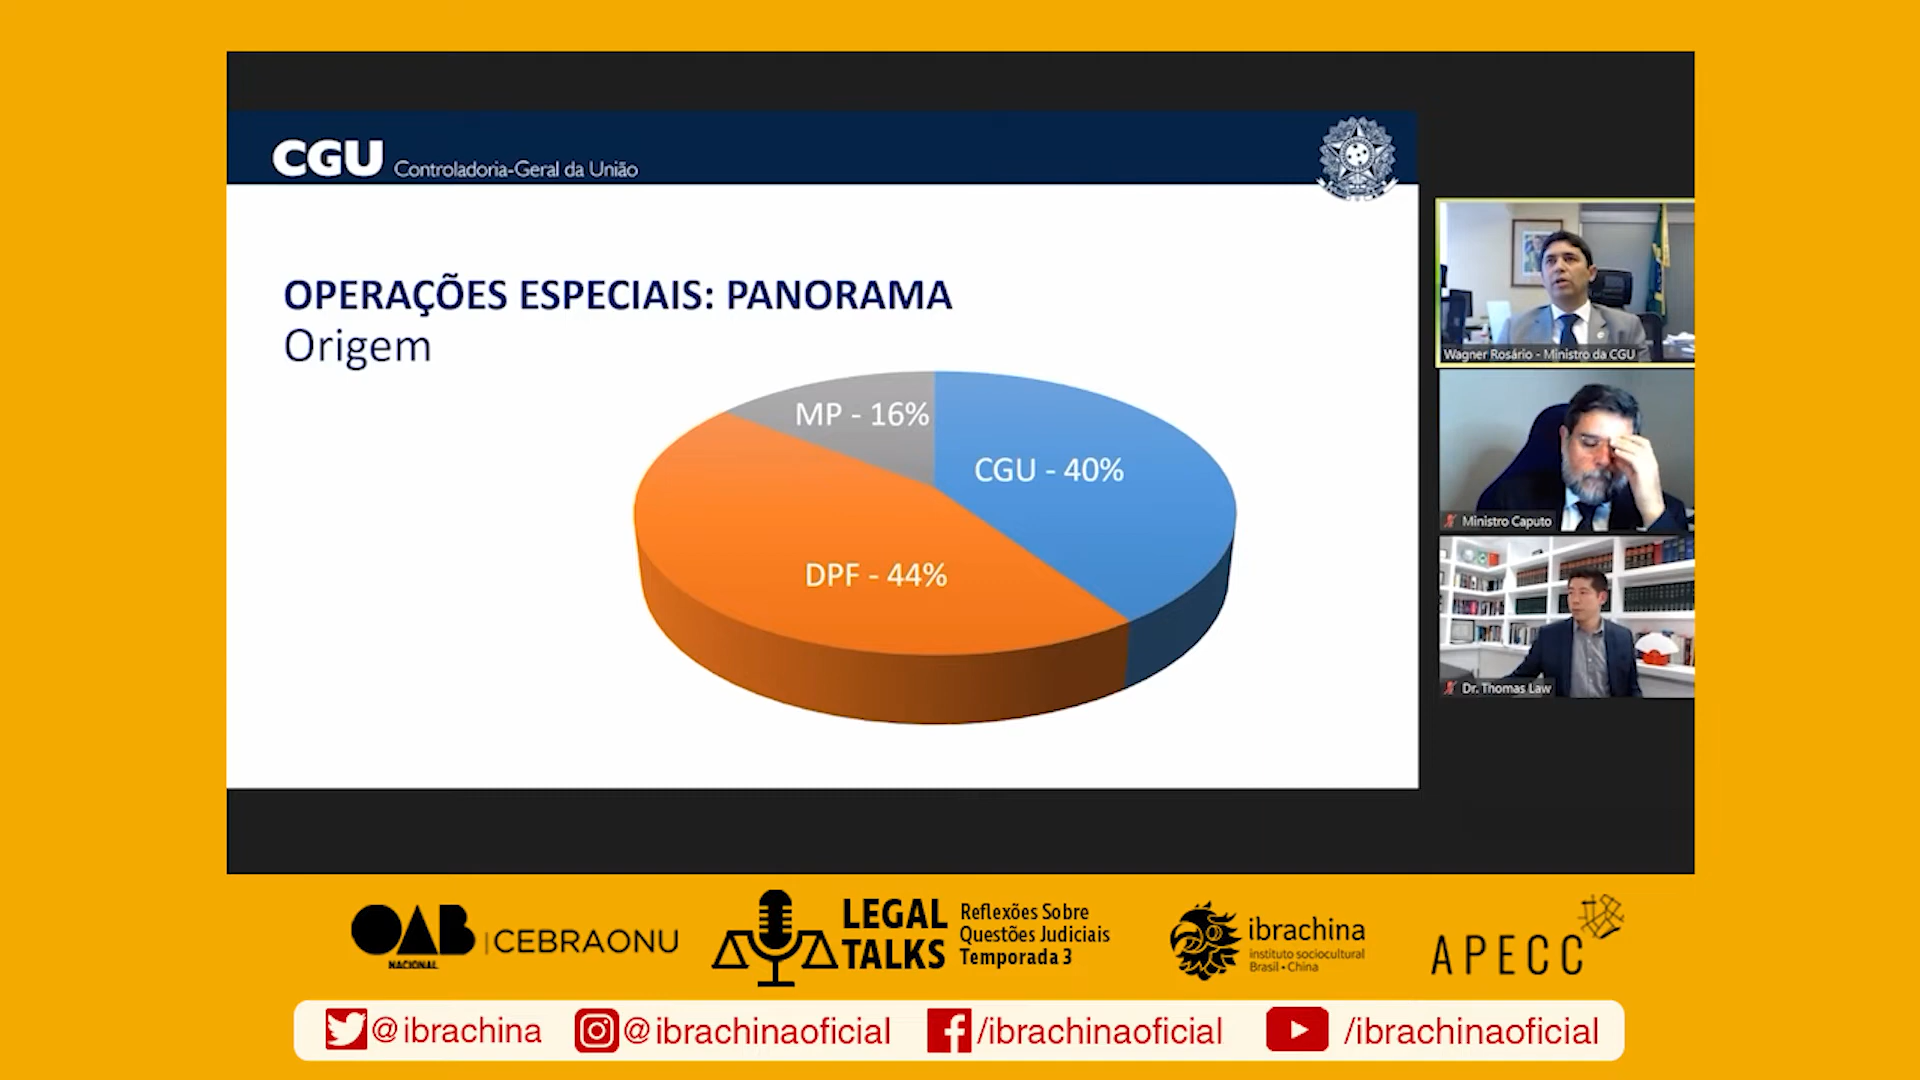 CGU Controladoria-Geral da União
OPERAÇÕES ESPECIAIS: PANORAMA
Origem
MP - 16%
CGU - 40%
DPF - 44%
Wagner Rosário - Ministro da CGU
Ministro Caputo
Dr. Thomas Law
OAB
NACIONAL
CEBRAONU
LEGAL
TALKS
Reflexões Sobre
Questões Judiciais
Temporada 3
ibrachina
instituto sociocultural
Brasil • China
APECC
@ibrachina
@ibrachinaoficial
/ibrachinaoficial
/ibrachinaoficial